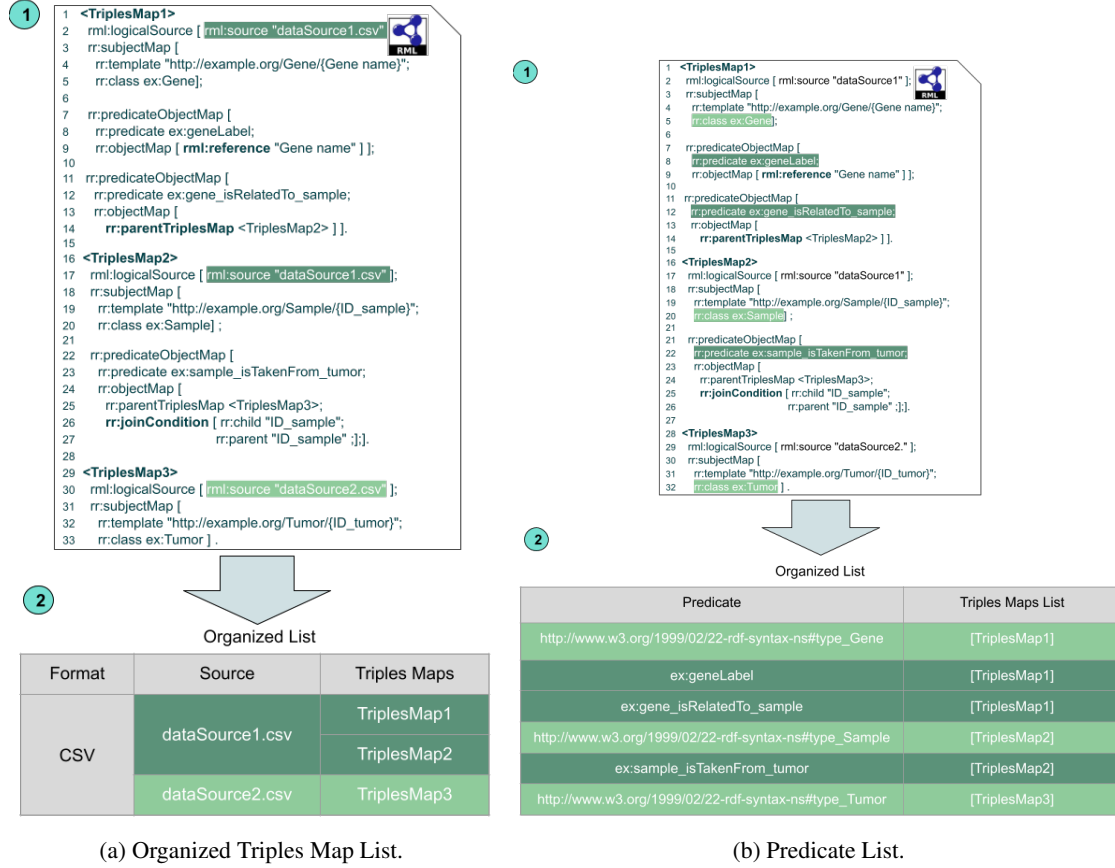 1
1 <TriplesMap1>
2 rml:logicalSource [ rml:source "dataSource1.csv"
3 rr:subjectMap [
4 rr:template "http://example.org/Gene/{Gene name}";
5 rr:class ex:Gene];
6
7 rr:predicateObjectMap [
8 rr:predicate ex:geneLabel;
9 rr:objectMap [ rml:reference "Gene name" ] ];
10
11 rr:predicateObjectMap [
12 rr:predicate ex:gene_isRelatedTo_sample;
13 rr:objectMap [
14 rr:parentTriplesMap <TriplesMap2> ] ].
15
16 <TriplesMap2>
17 rml:logicalSource [ rml:source "dataSource1.csv" ];
18 rr:subjectMap [
19 rr:template "http://example.org/Sample/{ID_sample}";
20 rr:class ex:Sample] ;
21
22 rr:predicateObjectMap [
23 rr:predicate ex:sample_isTakenFrom_tumor;
24 rr:objectMap [
25 rr:parentTriplesMap <TriplesMap3>;
26 rr:joinCondition [ rr:child "ID_sample";
27 rr:parent "ID_sample" ;];].
28
29 <TriplesMap3>
30 rml:logicalSource [ rml:source "dataSource2.csv" ];
31 rr:subjectMap [
32 rr:template "http://example.org/Tumor/{ID_tumor}";
33 rr:class ex:Tumor ] .
RML
2
Organized List
Format Source Triples Maps
CSV dataSource1.csv TriplesMap1
TriplesMap2
dataSource2.csv TriplesMap3
(a) Organized Triples Map List.
1
1 <TriplesMap1>
2 rml:logicalSource [ rml:source "dataSource1" ];
3 rr:subjectMap [
4 rr:template "http://example.org/Gene/{Gene name}";
5 rr:class ex:Gene];
6
7 rr:predicateObjectMap [
8 rr:predicate ex:geneLabel;
9 rr:objectMap [ rml:reference "Gene name" ] ];
10
11 rr:predicateObjectMap [
12 rr:predicate ex:gene_isRelatedTo_sample;
13 rr:objectMap [
14 rr:parentTriplesMap <TriplesMap2> ] ].
15
16 <TriplesMap2>
17 rml:logicalSource [ rml:source "dataSource1" ];
18 rr:subjectMap [
19 rr:template "http://example.org/Sample/{ID_sample}";
20 rr:class ex:Sample] ;
21
21 rr:predicateObjectMap [
22 rr:predicate ex:sample_isTakenFrom_tumor;
23 rr:objectMap [
24 rr:parentTriplesMap <TriplesMap3>;
25 rr:joinCondition [ rr:child "ID_sample";
26 rr:parent "ID_sample" ;];].
27
28 <TriplesMap3>
29 rml:logicalSource [ rml:source "dataSource2." ];
30 rr:subjectMap [
31 rr:template "http://example.org/Tumor/{ID_tumor}";
32 rr:class ex:Tumor ] .
RML
2
Organized List
Predicate Triples Maps List
http://www.w3.org/1999/02/22-rdf-syntax-ns#type_Gene [TriplesMap1]
ex:geneLabel [TriplesMap1]
ex:gene_isRelatedTo_sample [TriplesMap1]
http://www.w3.org/1999/02/22-rdf-syntax-ns#type_Sample [TriplesMap2]
ex:sample_isTakenFrom_tumor [TriplesMap2]
http://www.w3.org/1999/02/22-rdf-syntax-ns#type_Tumor [TriplesMap3]
(b) Predicate List.